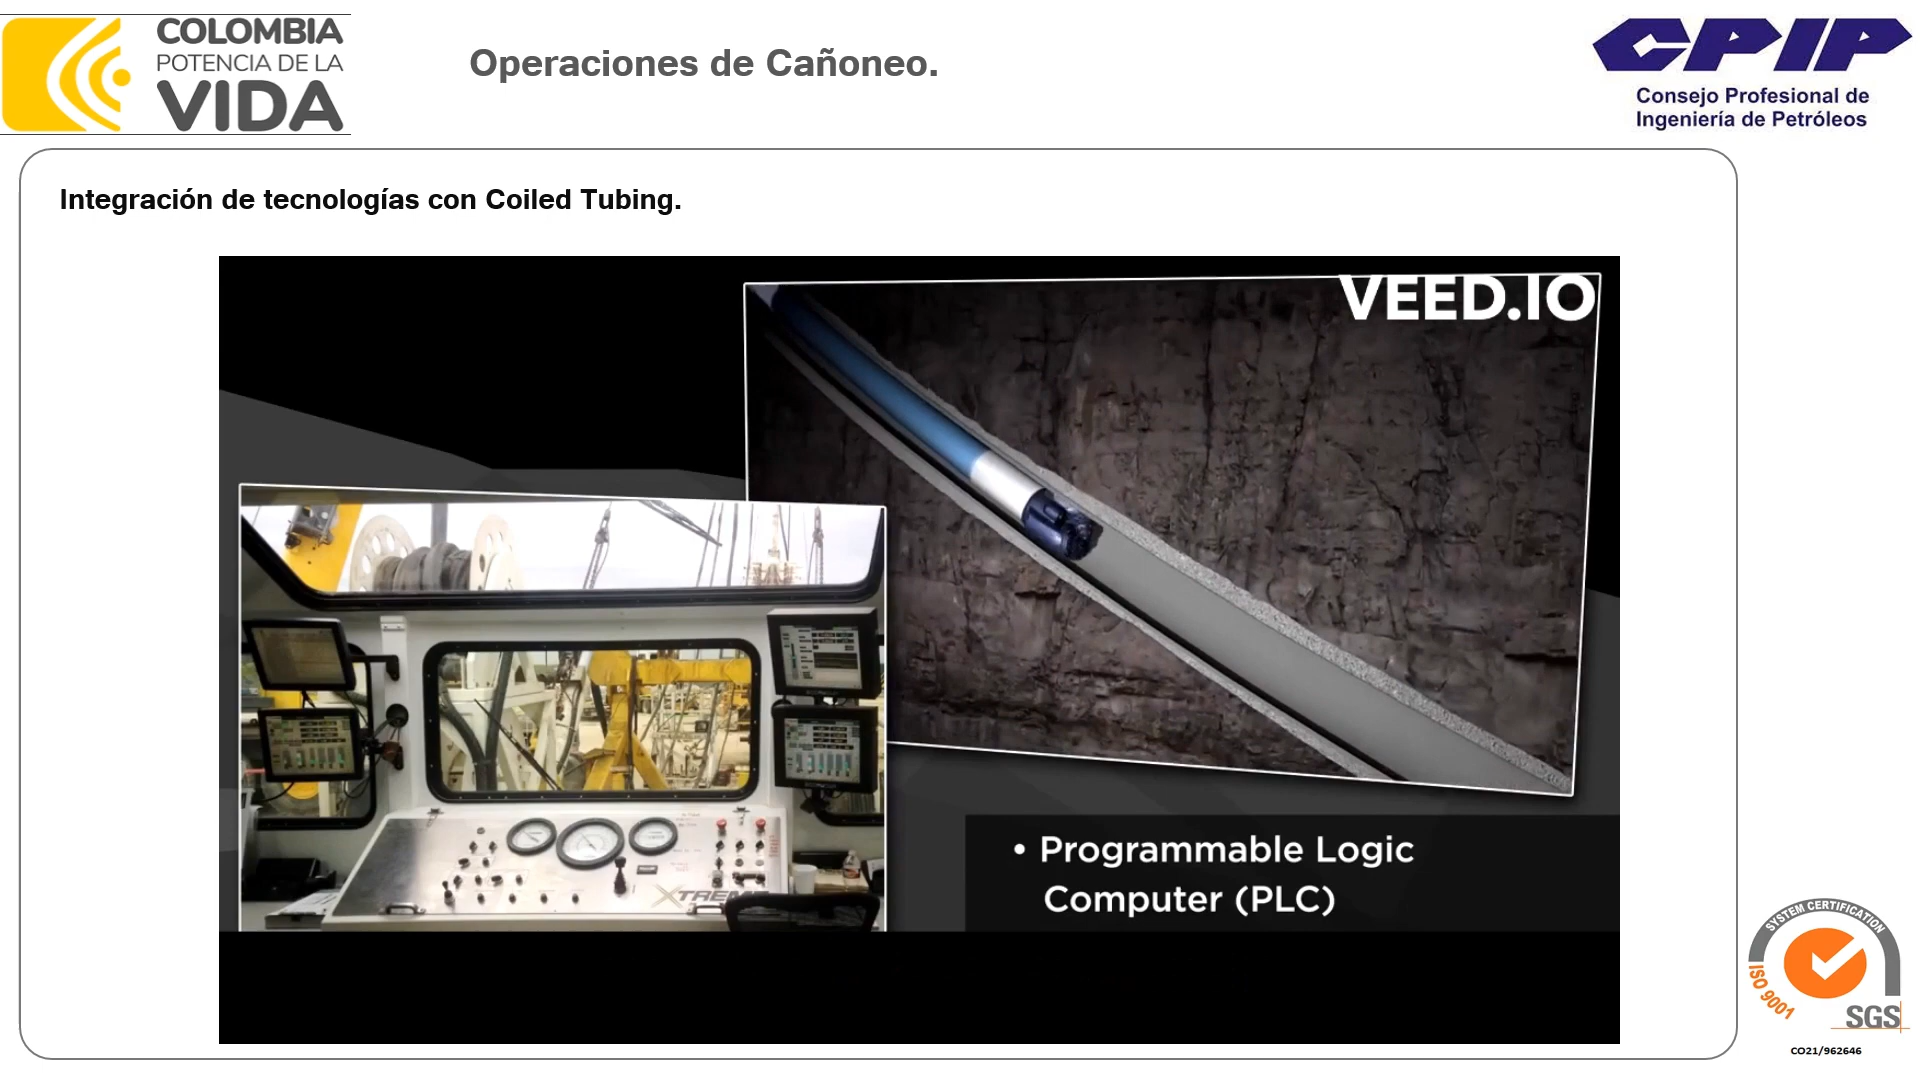 COLOMBIA
POTENCIA DE LA
VIDA
Operaciones de Cañoneo.
CPIP
Consejo Profesional de
Ingeniería de Petróleos
Integración de tecnologías con Coiled Tubing.
VEED.IO
XTREME
• Programmable Logic
Computer (PLC)
SYSTEM CERTIFICATION
ISO 9001
SGS
CO21/962646